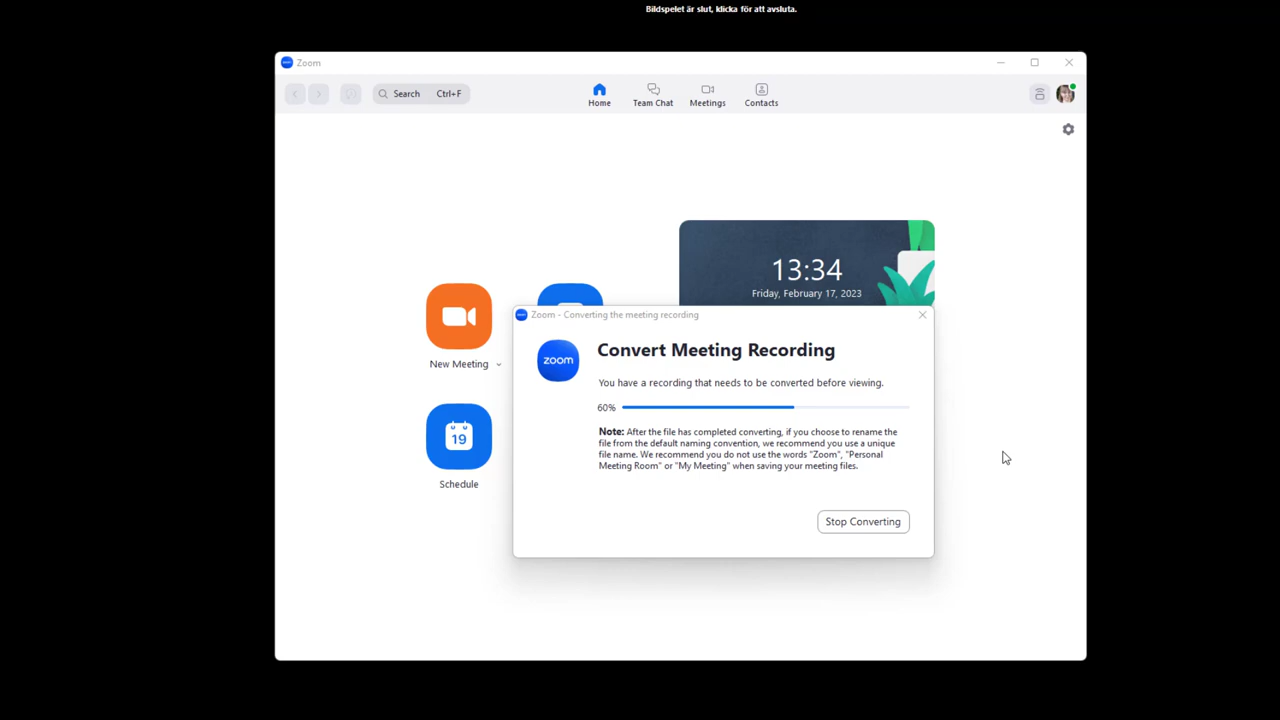 Bildspelet är slut, klicka för att avsluta.
Zoom
Search Ctrl+F
Home
Team Chat
Meetings
Contacts
13:34
Friday, February 17, 2023
New Meeting
19
Schedule
Zoom - Converting the meeting recording
zoom
Convert Meeting Recording
You have a recording that needs to be converted before viewing.
60%
Note: After the file has completed converting, if you choose to rename the
file from the default naming convention, we recommend you use a unique
file name. We recommend you do not use the words "Zoom", "Personal
Meeting Room" or "My Meeting" when saving your meeting files.
Stop Converting